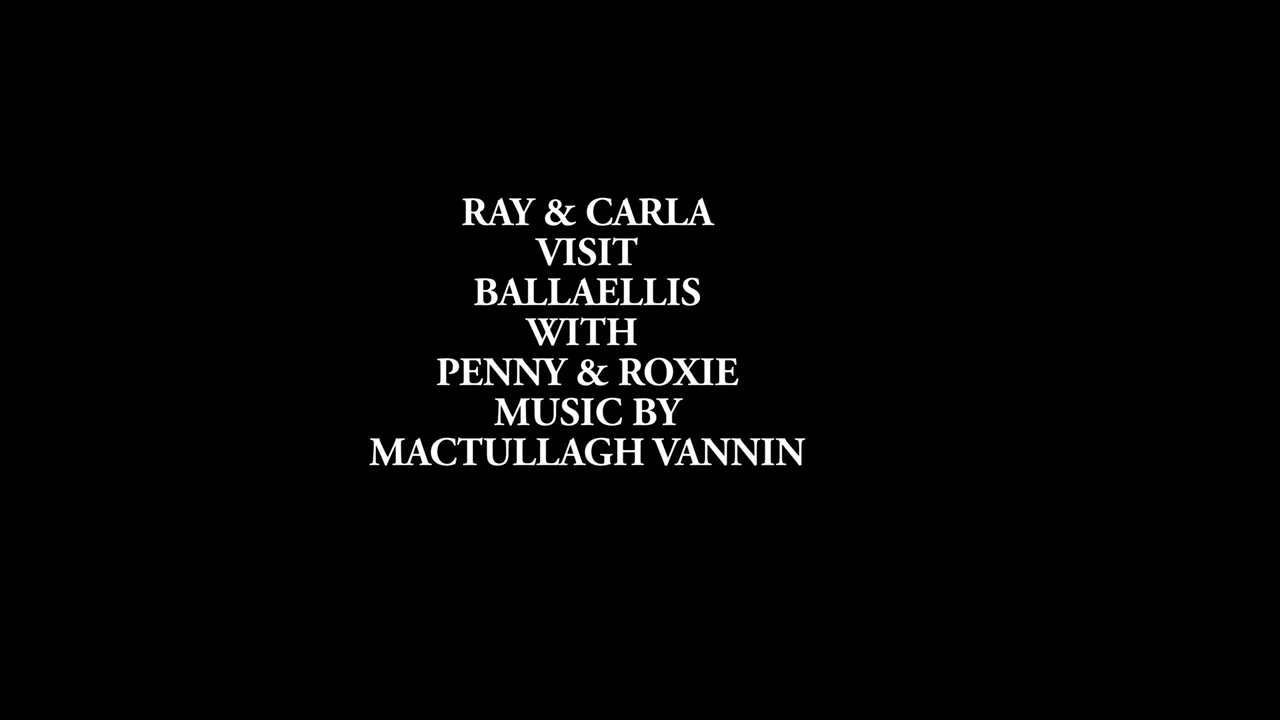 RAY & CARLA
VISIT
BALLAELLIS
WITH
PENNY & ROXIE
MUSIC BY
MACTULLAGH VANNIN